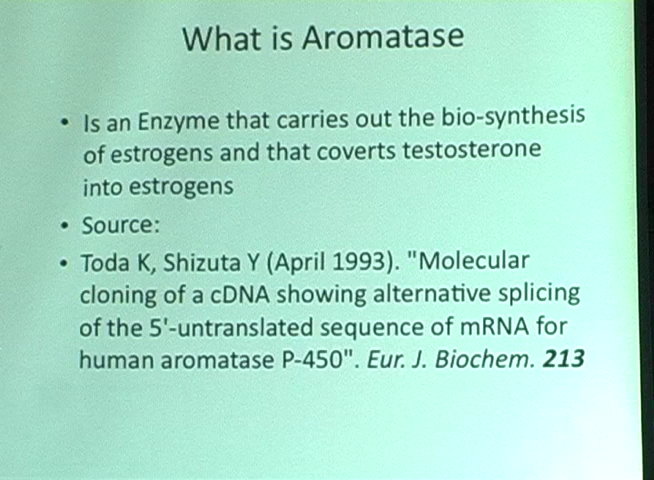 What is Aromatase
• Is an Enzyme that carries out the bio-synthesis
of estrogens and that coverts testosterone
into estrogens
• Source:
• Toda K, Shizuta Y (April 1993). "Molecular
cloning of a cDNA showing alternative splicing
of the 5'-untranslated sequence of mRNA for
human aromatase P-450". Eur. J. Biochem. 213